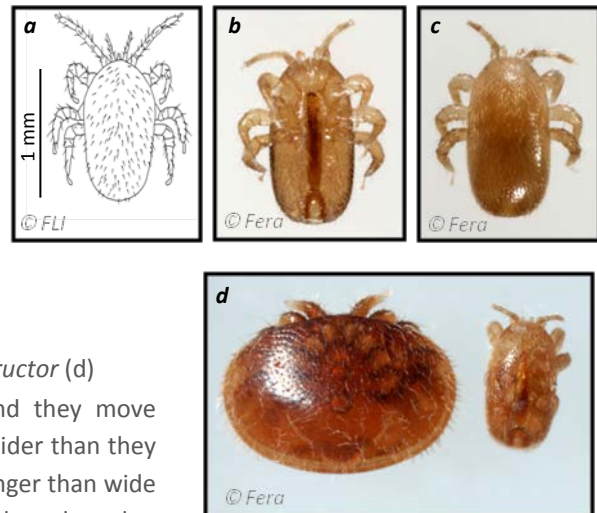 a
b
c
1 mm
© FLI
© Fera
© Fera
d
© Fera
ructor (d)
nd they move
ider than they
nger than wide